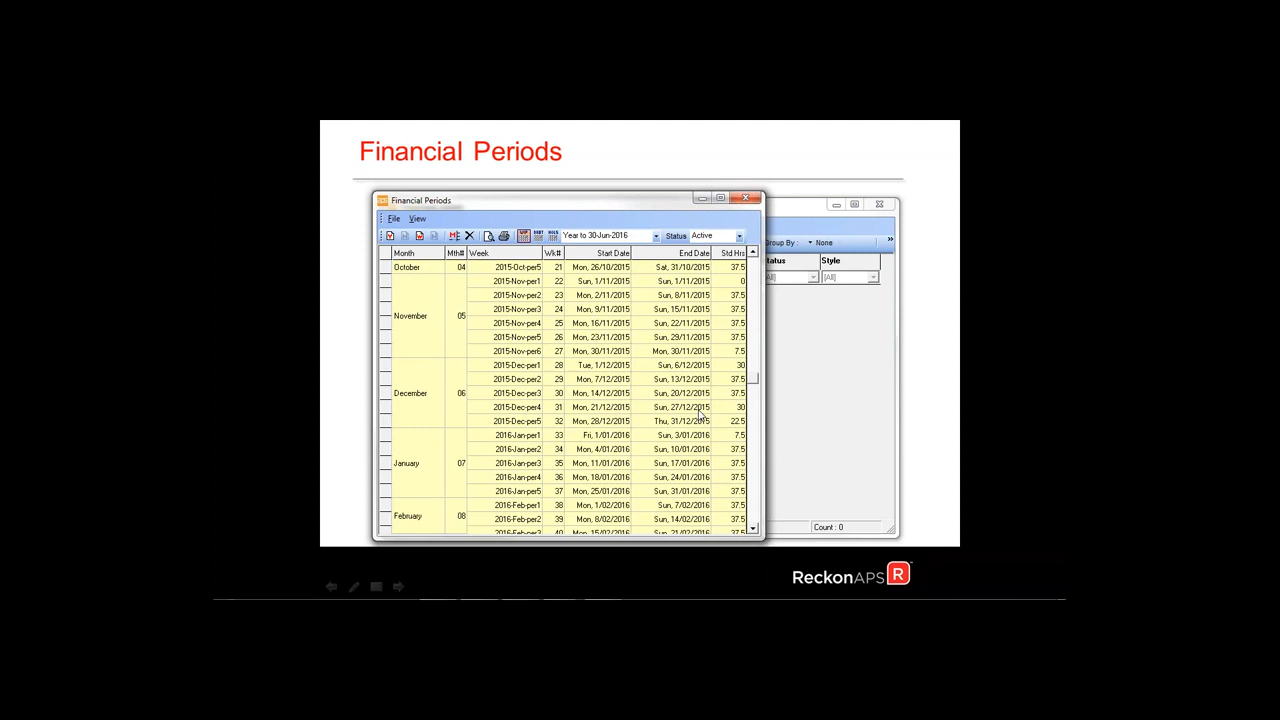 Financial Periods
Financial Periods
File View
Year to 30-Jun-2016 Status Active
Group By : None
Month Mth# Week Wk# Start Date End Date Std Hrs
Status Style
October 04 2015-Oct-per5 21 Mon, 26/10/2015 Sat, 31/10/2015 37.5
[All] [All]
2015-Nov-per1 22 Sun, 1/11/2015 Sun, 1/11/2015 0
2015-Nov-per2 23 Mon, 2/11/2015 Sun, 8/11/2015 37.5
2015-Nov-per3 24 Mon, 9/11/2015 Sun, 15/11/2015 37.5
November 05 2015-Nov-per4 25 Mon, 16/11/2015 Sun, 22/11/2015 37.5
2015-Nov-per5 26 Mon, 23/11/2015 Sun, 29/11/2015 37.5
2015-Nov-per6 27 Mon, 30/11/2015 Mon, 30/11/2015 7.5
2015-Dec-per1 28 Tue, 1/12/2015 Sun, 6/12/2015 30
2015-Dec-per2 29 Mon, 7/12/2015 Sun, 13/12/2015 37.5
December 06 2015-Dec-per3 30 Mon, 14/12/2015 Sun, 20/12/2015 37.5
2015-Dec-per4 31 Mon, 21/12/2015 Sun, 27/12/2015 30
2015-Dec-per5 32 Mon, 28/12/2015 Thu, 31/12/2015 22.5
2016-Jan-per1 33 Fri, 1/01/2016 Sun, 3/01/2016 7.5
2016-Jan-per2 34 Mon, 4/01/2016 Sun, 10/01/2016 37.5
January 07 2016-Jan-per3 35 Mon, 11/01/2016 Sun, 17/01/2016 37.5
2016-Jan-per4 36 Mon, 18/01/2016 Sun, 24/01/2016 37.5
2016-Jan-per5 37 Mon, 25/01/2016 Sun, 31/01/2016 37.5
2016-Feb-per1 38 Mon, 1/02/2016 Sun, 7/02/2016 37.5
February 08 2016-Feb-per2 39 Mon, 8/02/2016 Sun, 14/02/2016 37.5
2016-Feb-per3 40 Mon, 15/02/2016 Sun, 21/02/2016 37.5
Count : 0
ReckonAPS R